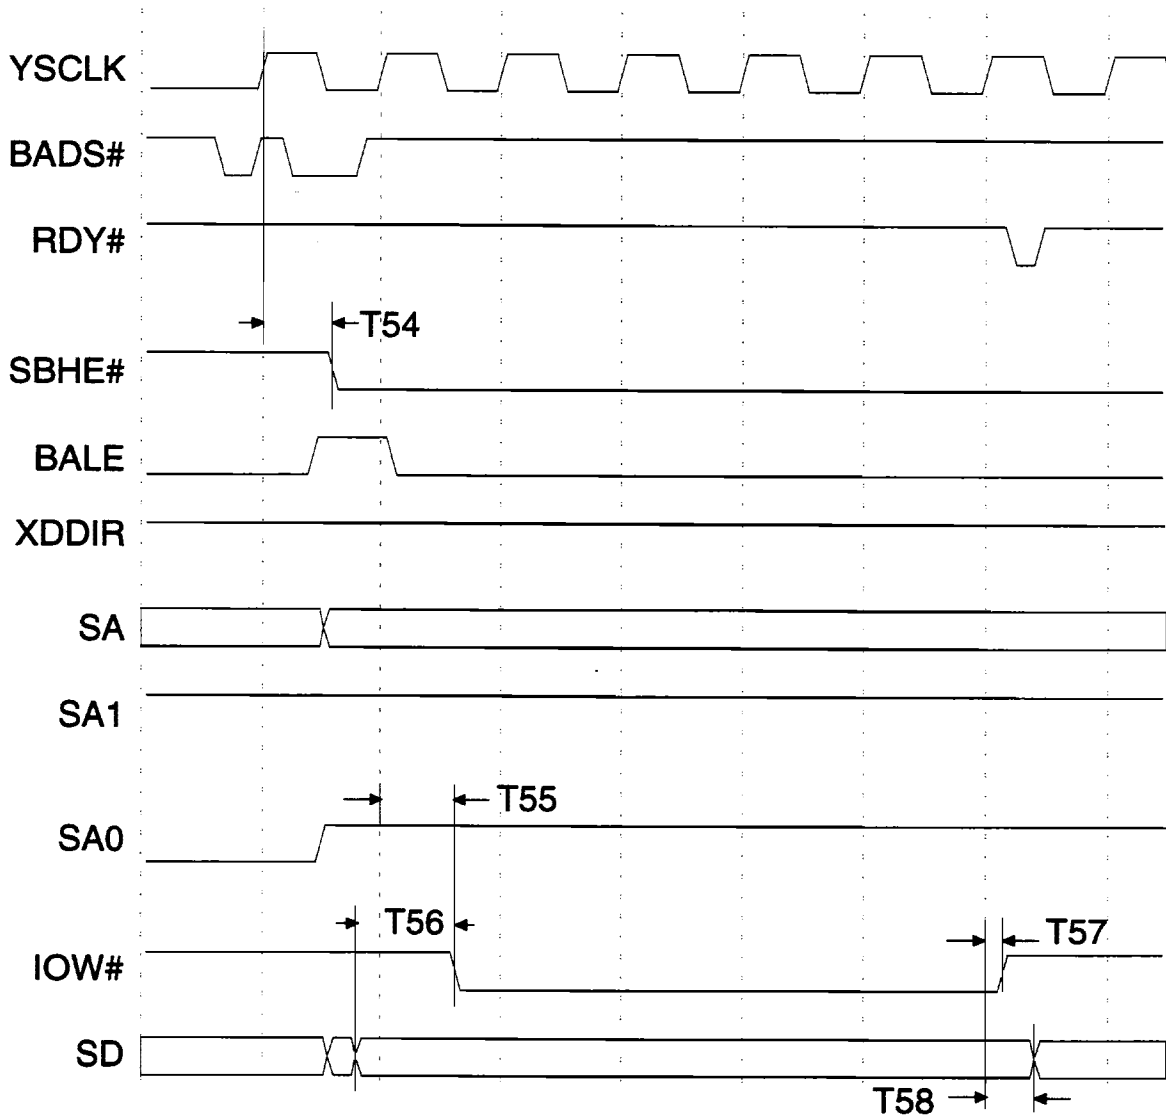 YSCLK
BADS#
RDY#
T54
SBHE#
BALE
XDDIR
SA
SA1
T55
SA0
T56
T57
IOW#
SD
T58